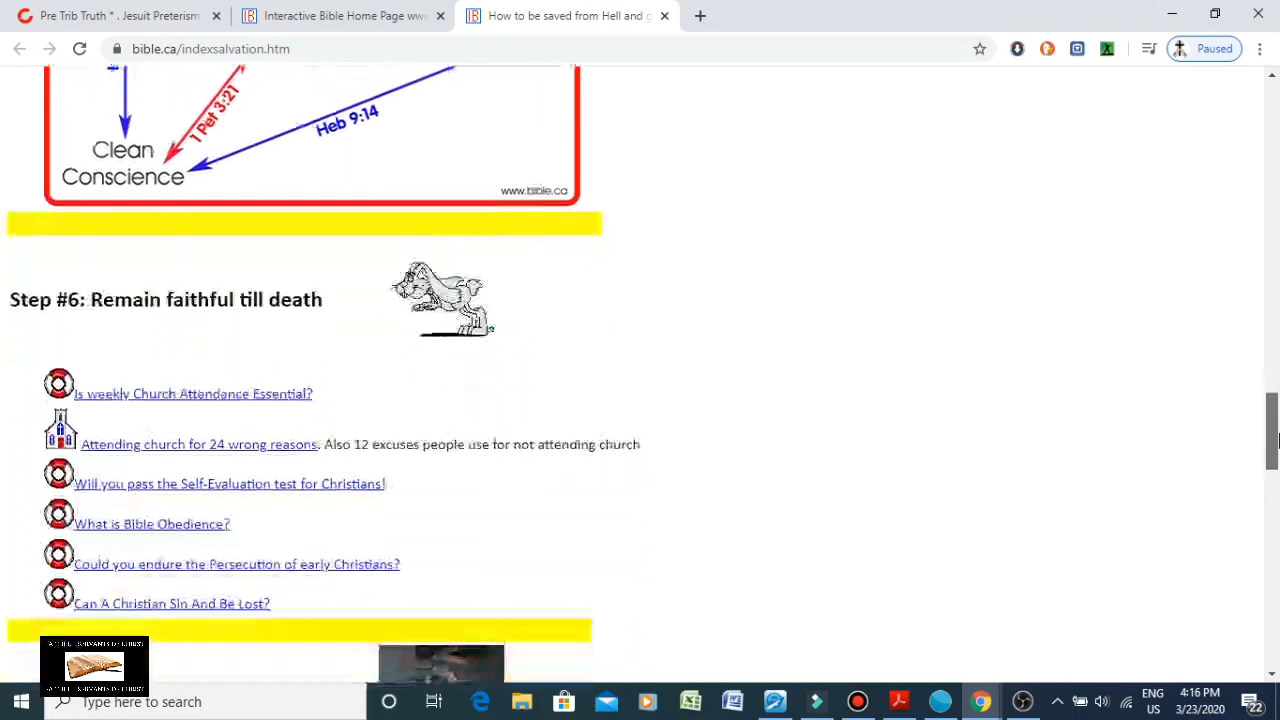 Pre Trib Truth * . Jesuit Preterism
Interactive Bible Home Page www
How to be saved from Hell and g
bible.ca/indexsalvation.htm
Paused
1 Pet 3:21
Heb 9:14
Clean
Conscience
www.bible.ca
Step #6: Remain faithful till death
Is weekly Church Attendance Essential?
Attending church for 24 wrong reasons. Also 12 excuses people use for not attending church
Will you pass the Self-Evaluation test for Christians!
What is Bible Obedience?
Could you endure the Persecution of early Christians?
Can A Christian Sin And Be Lost?
Type here to search
ENG
US
4:16 PM
3/23/2020
22